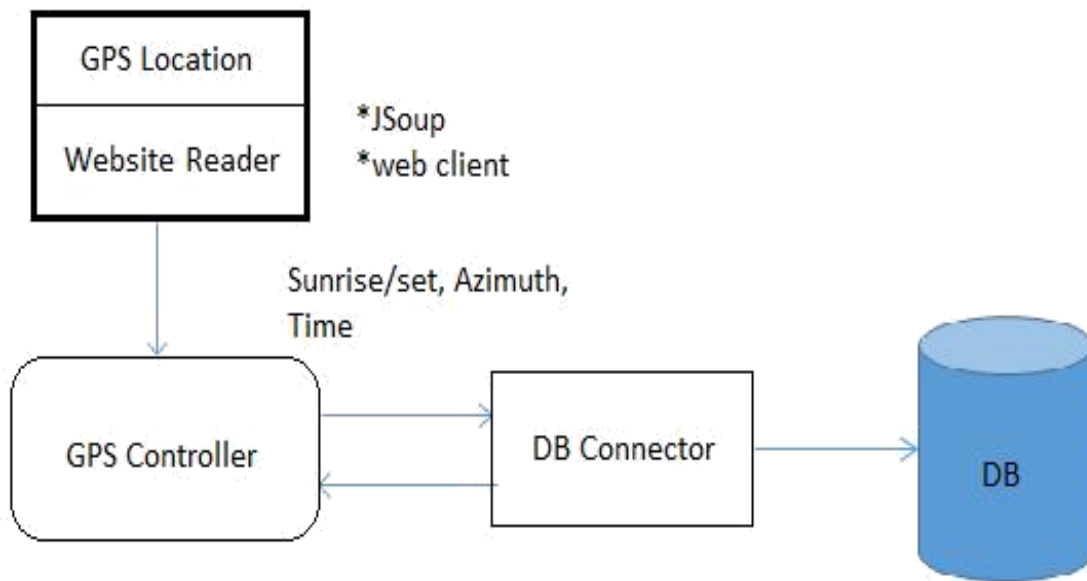 GPS Location
Website Reader
*JSoup
*web client
Sunrise/set, Azimuth,
Time
GPS Controller
DB Connector
DB